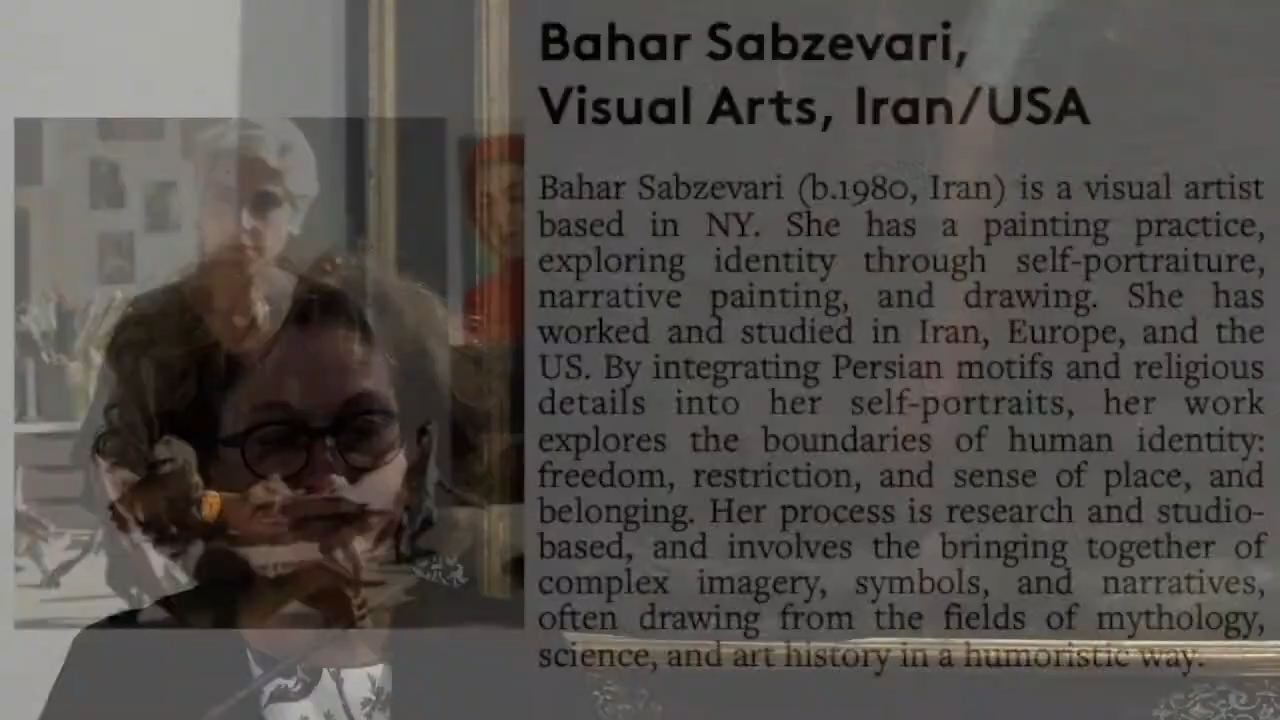 Bahar Sabzevari,
Visual Arts, Iran/USA
Bahar Sabzevari (b.1980, Iran) is a visual artist
based in NY. She has a painting practice,
exploring identity through self-portraiture,
narrative painting, and drawing. She has
worked and studied in Iran, Europe, and the
US. By integrating Persian motifs and religious
details into her self-portraits, her work
explores the boundaries of human identity:
freedom, restriction, and sense of place, and
belonging. Her process is research and studio-
based, and involves the bringing together of
complex imagery, symbols, and narratives,
often drawing from the fields of mythology,
science, and art history in a humoristic way.